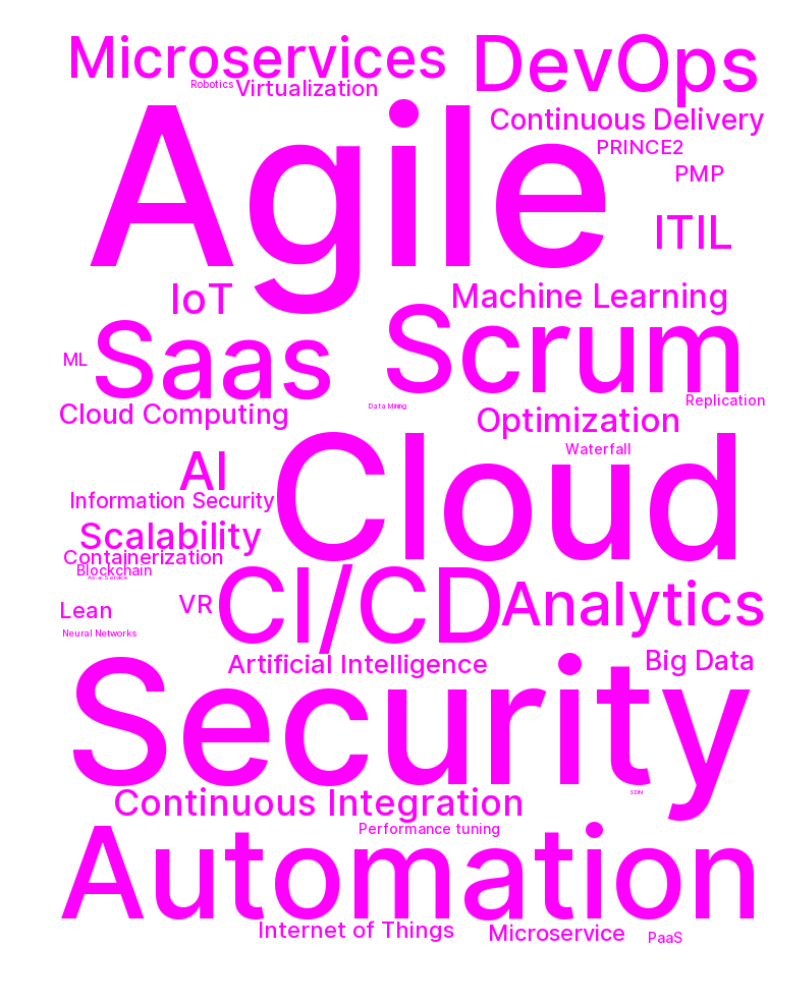 Microservices
DevOps
Robotics
Virtualization
Continuous Delivery
Agile
PRINCE2
PMP
ITIL
IoT
Machine Learning
Saas
Scrum
ML
Replication
Cloud Computing
Data Mining
Optimization
Cloud
Waterfall
AI
Information Security
Scalability
Containerization
Blockchain
CI/CD
Analytics
VR
Lean
Neural Networks
Artificial Intelligence
Big Data
Security
SDN
Continuous Integration
Performance tuning
Automation
Internet of Things
Microservice
PaaS